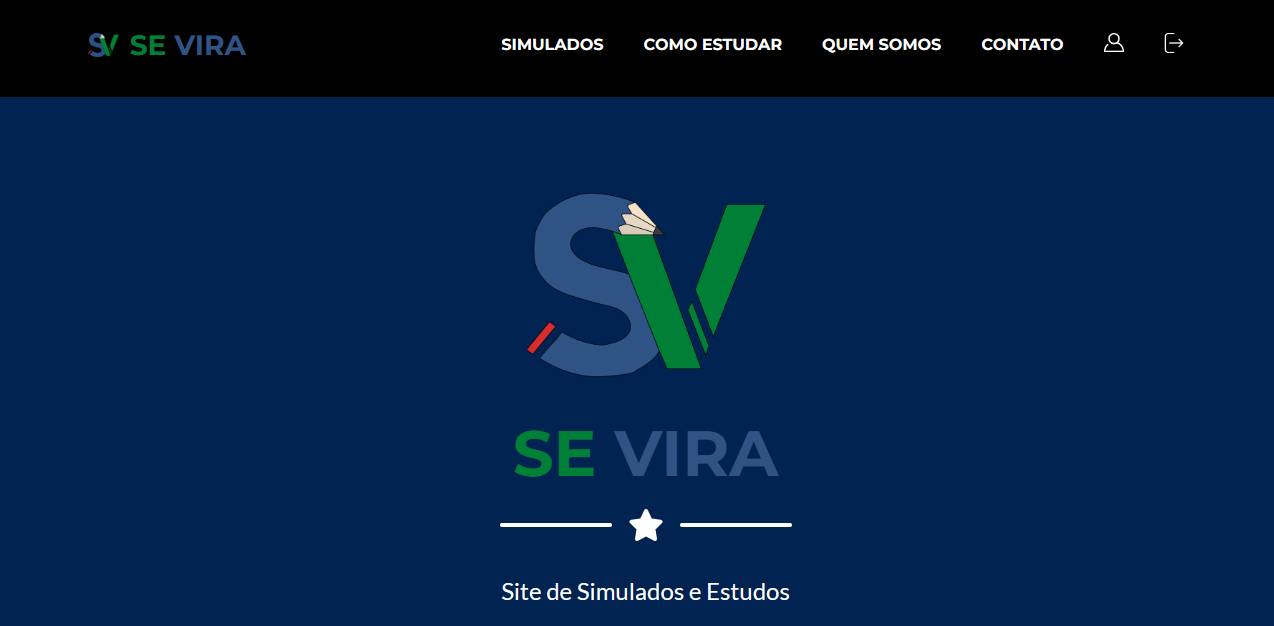 SV SE VIRA SIMULADOS COMO ESTUDAR QUEM SOMOS CONTATO
SV
SE VIRA
Site de Simulados e Estudos